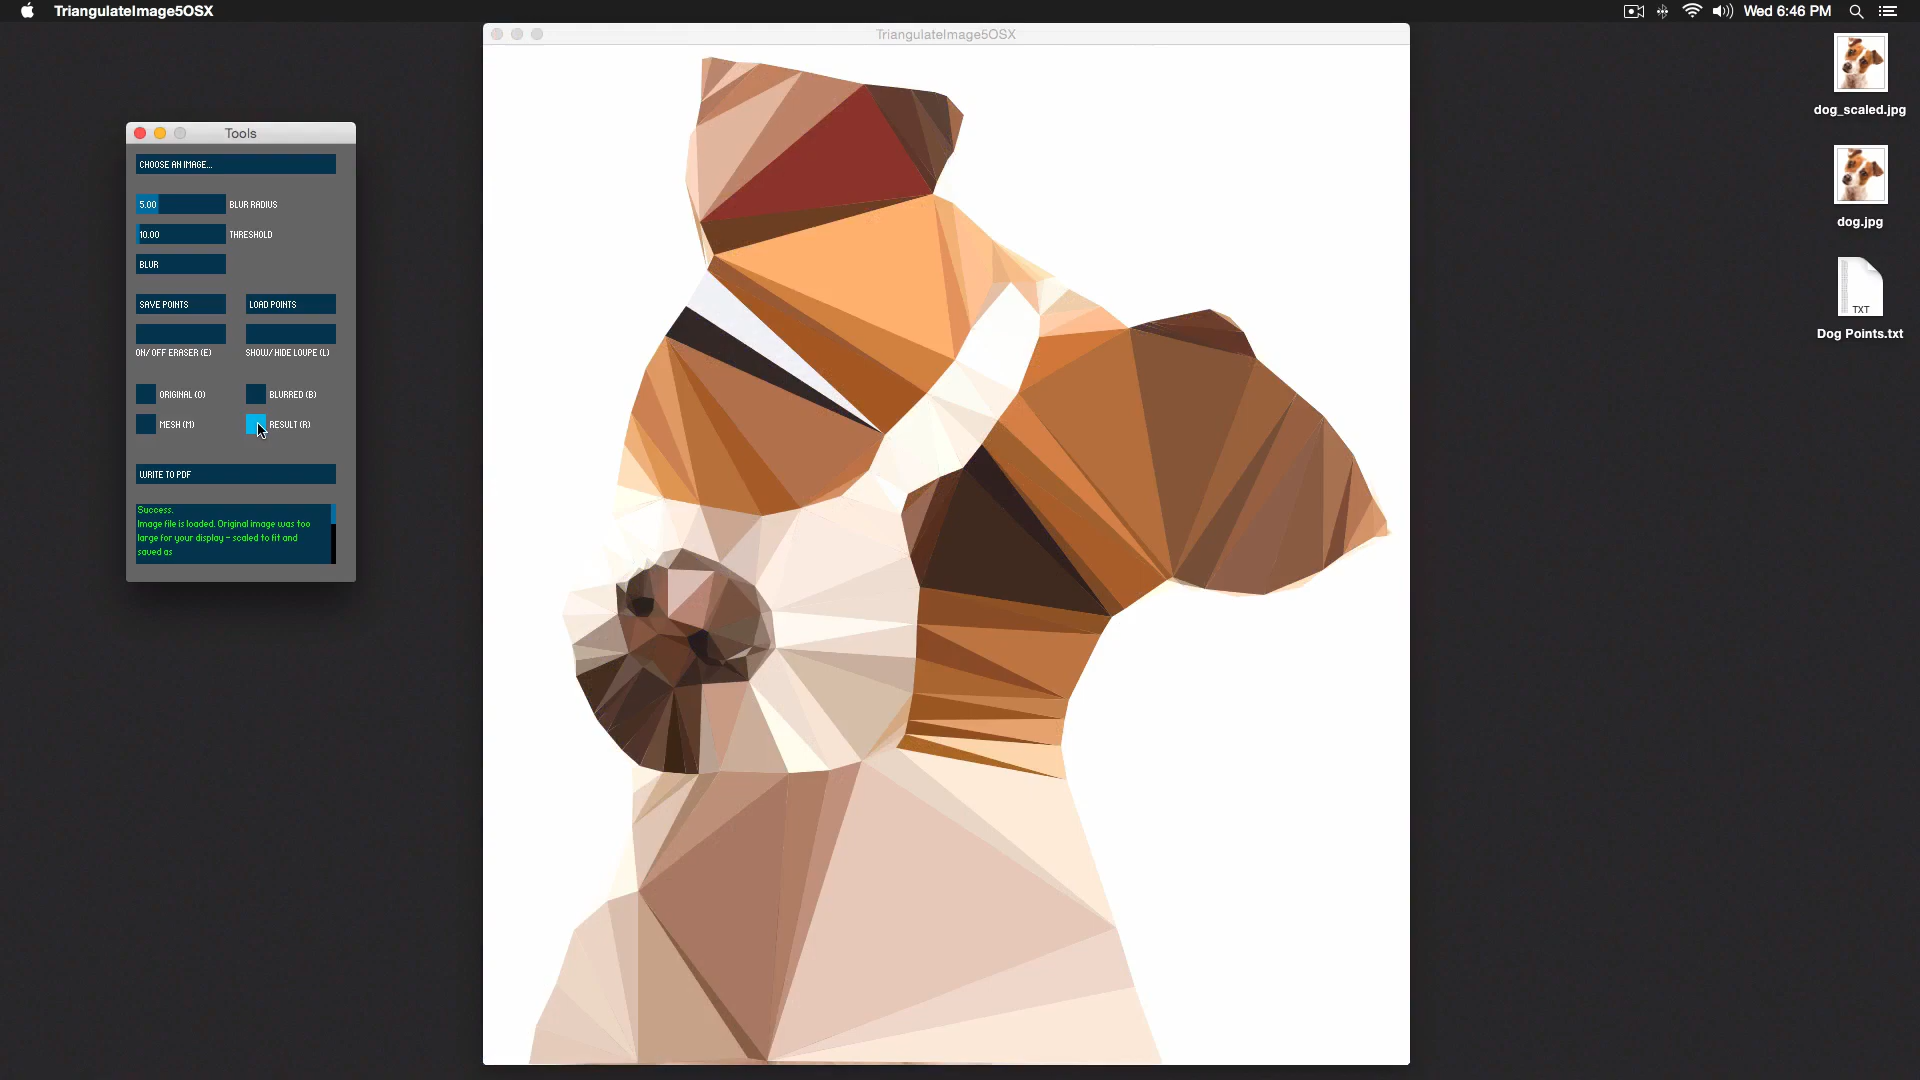 TriangulateImage5OSX
Wed 6:46 PM
TriangulateImage5OSX
Tools
CHOOSE AN IMAGE...
5.00 BLUR RADIUS
10.00 THRESHOLD
BLUR
SAVE POINTS LOAD POINTS
ON/OFF ERASER (E) SHOW/HIDE LOUPE (L)
ORIGINAL (O) BLURRED (B)
MESH (M) RESULT (R)
WRITE TO PDF
Success.
Image file is loaded. Original image was too
large for your display - scaled to fit and
saved as
dog_scaled.jpg
dog.jpg
TXT
Dog Points.txt